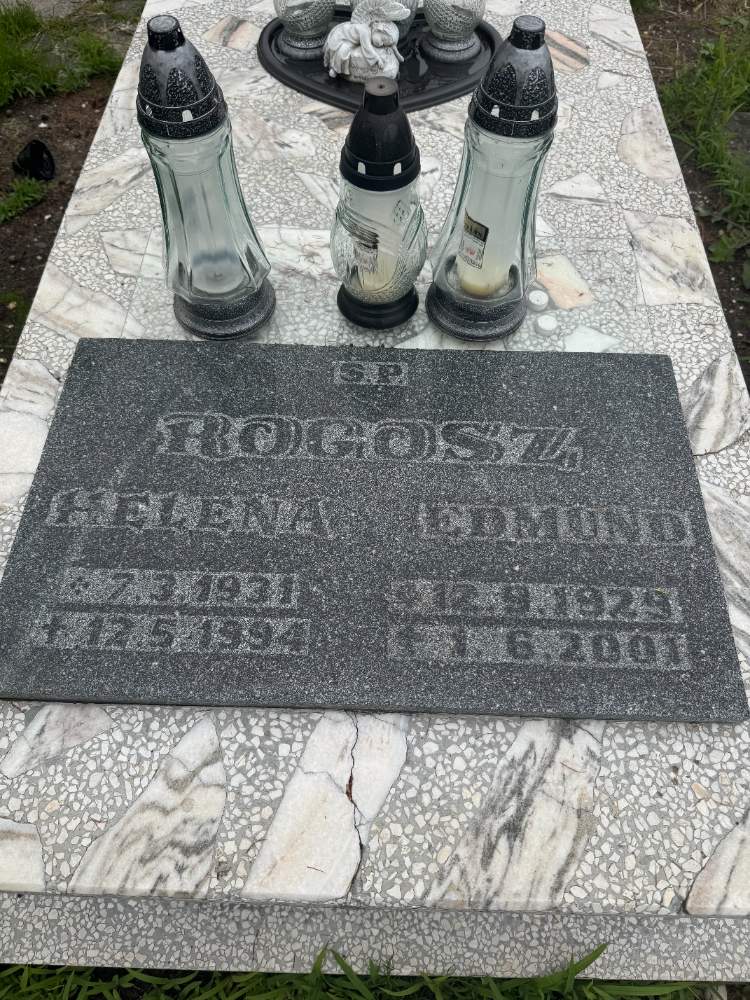 S.P.
ROGOSZ
HELENA EDMUND
* 7.3.1931 * 12.9.1929
† 12.5.1994 † 1.6.2001